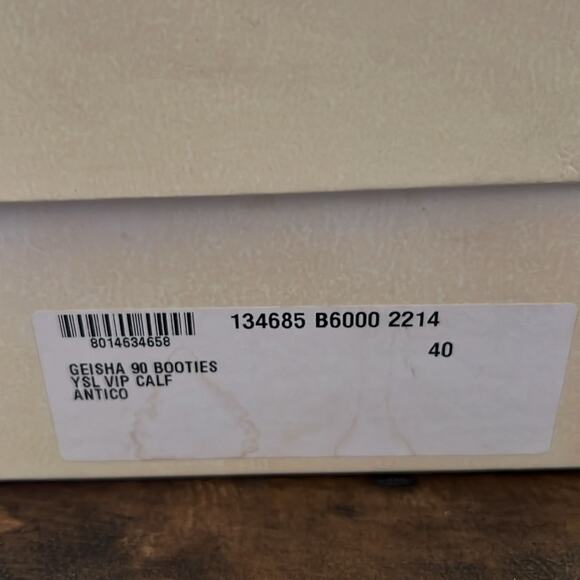 134685 B6000 2214
8014634658
40
GEISHA 90 BOOTIES
YSL VIP CALF
ANTICO